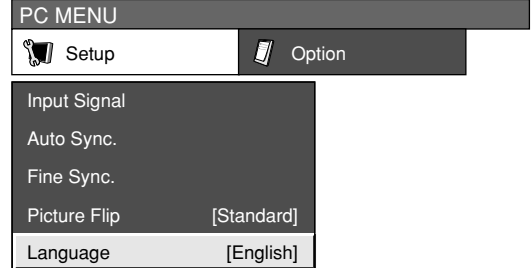 PC MENU
Setup Option
Input Signal
Auto Sync.
Fine Sync.
Picture Flip [Standard]
Language [English]